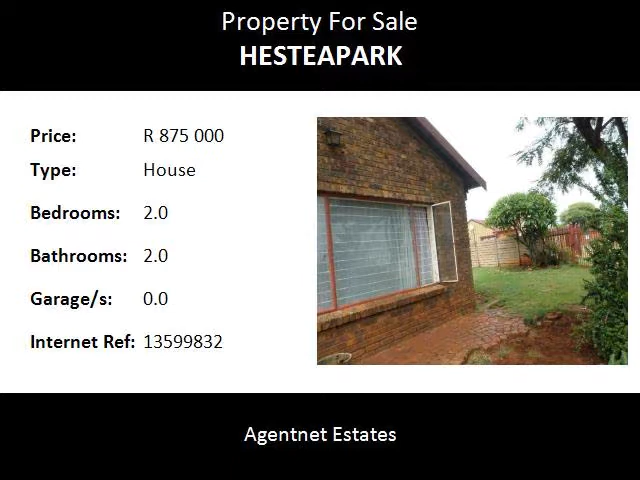 Property For Sale
HESTEAPARK
Price: R 875 000
Type: House
Bedrooms: 2.0
Bathrooms: 2.0
Garage/s: 0.0
Internet Ref: 13599832
Agentnet Estates